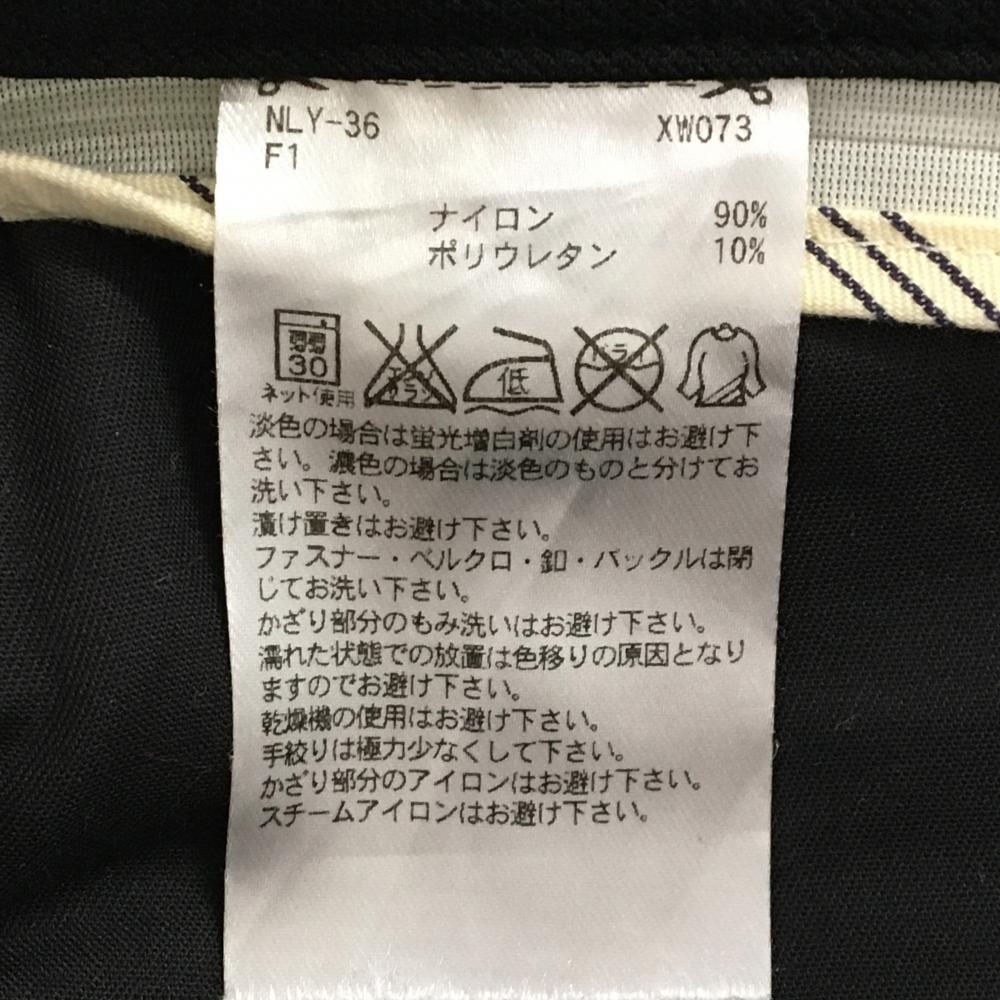 NLY-36 XW073
F1
ナイロン 90%
ポリウレタン 10%
30 低 ドライ
ネット使用
淡色の場合は蛍光増白剤の使用はお避け下
さい。濃色の場合は淡色のものと分けてお
洗い下さい。
漬け置きはお避け下さい。
ファスナー・ベルクロ・釦・バックルは閉
じてお洗い下さい。
かざり部分のもみ洗いはお避け下さい。
濡れた状態での放置は色移りの原因となり
ますのでお避け下さい。
乾燥機の使用はお避け下さい。
手絞りは極力少なくして下さい。
かざり部分のアイロンはお避け下さい。
スチームアイロンはお避け下さい。